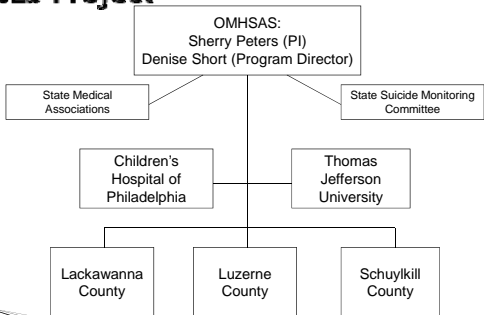 Project
OMHSAS:
Sherry Peters (PI)
Denise Short (Program Director)
State Medical
Associations
State Suicide Monitoring
Committee
Children's
Hospital of
Philadelphia
Thomas
Jefferson
University
Lackawanna
County
Luzerne
County
Schuylkill
County